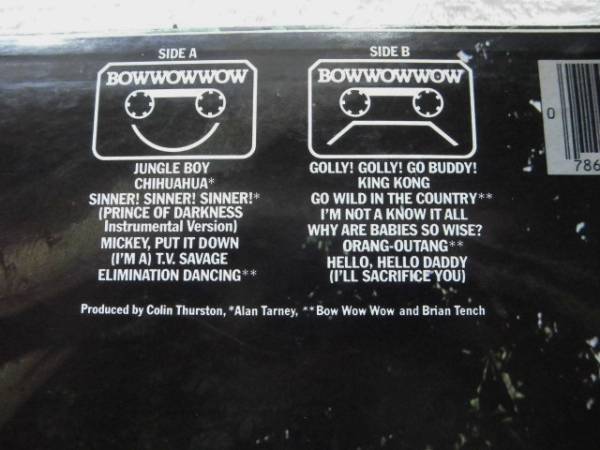 SIDE A
BOWWOWWOW
JUNGLE BOY
CHIHUAHUA*
SINNER! SINNER! SINNER!*
(PRINCE OF DARKNESS
Instrumental Version)
MICKEY, PUT IT DOWN
(I'M A) T.V. SAVAGE
ELIMINATION DANCING**
SIDE B
BOWWOWWOW
GOLLY! GOLLY! GO BUDDY!
KING KONG
GO WILD IN THE COUNTRY**
I'M NOT A KNOW IT ALL
WHY ARE BABIES SO WISE?
ORANG-OUTANG**
HELLO, HELLO DADDY
(I'LL SACRIFICE YOU)
Produced by Colin Thurston, *Alan Tarney, **Bow Wow Wow and Brian Tench
0
786